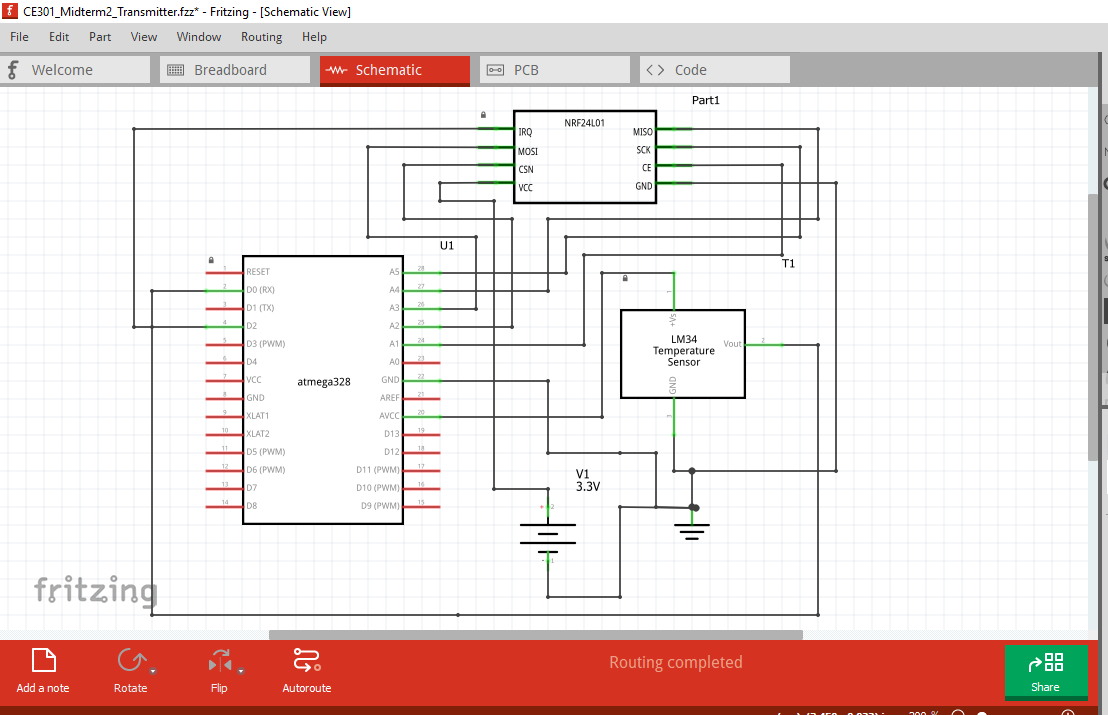 CE301_Midterm2_Transmitter.fzz* - Fritzing - [Schematic View]
File Edit Part View Window Routing Help
Welcome Breadboard Schematic PCB Code
Part1
NRF24L01
IRQ MISO
MOSI SCK
CSN CE
VCC GND
U1
T1
1 RESET A5 28
2 D0 (RX) A4 27
3 D1 (TX) A3 26
4 D2 A2 25
5 D3 (PWM) A1 24
6 D4 A0 23
7 VCC GND 22
8 GND AREF 21
9 XLAT1 AVCC 20
10 XLAT2 D13 19
11 D5 (PWM) D12 18
12 D6 (PWM) D11 (PWM) 17
13 D7 D10 (PWM) 16
14 D8 D9 (PWM) 15
atmega328
1
+Vs
LM34
Temperature
Sensor
Vout 2
GND
3
V1
3.3V
+ 2
- 1
fritzing
Add a note Rotate Flip Autoroute
Routing completed
Share